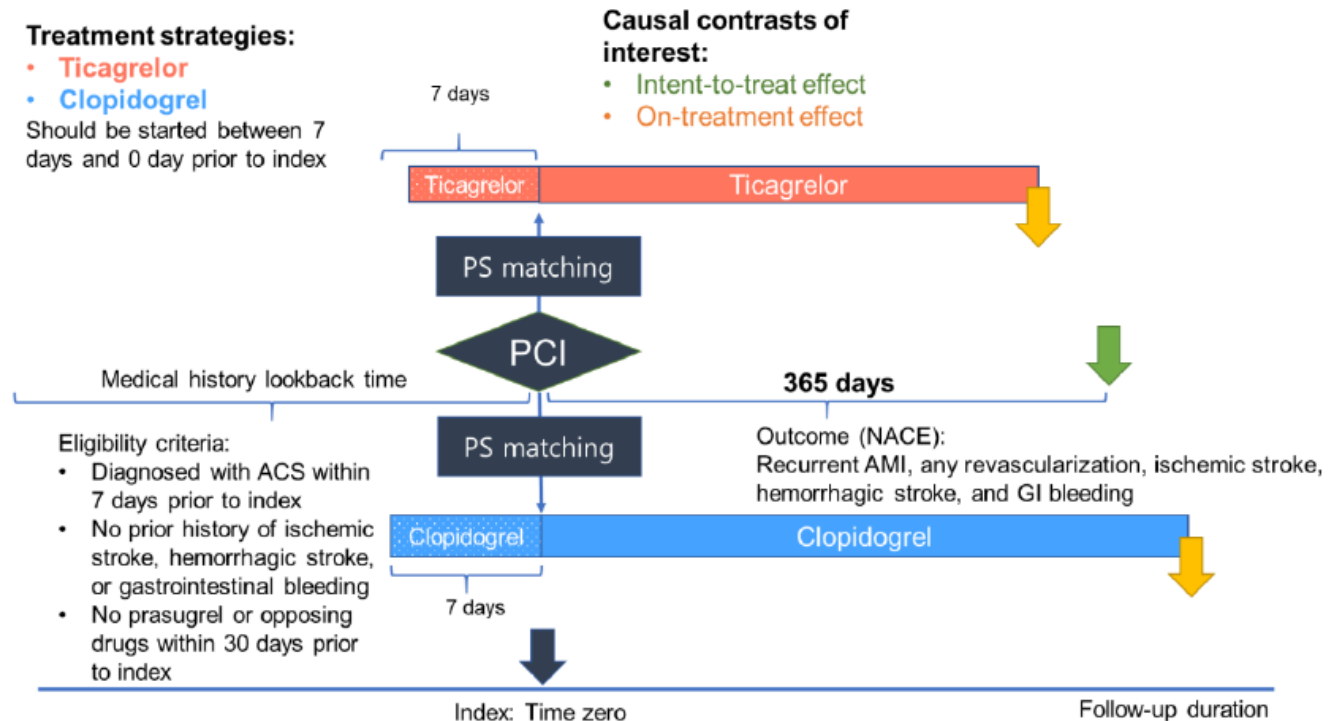 Treatment strategies:
• Ticagrelor
• Clopidogrel
Should be started between 7
days and 0 day prior to index
Causal contrasts of
interest:
• Intent-to-treat effect
• On-treatment effect
7 days
Ticagrelor
Ticagrelor
PS matching
PCI
Medical history lookback time
365 days
PS matching
Eligibility criteria:
• Diagnosed with ACS within
7 days prior to index
• No prior history of ischemic
stroke, hemorrhagic stroke,
or gastrointestinal bleeding
• No prasugrel or opposing
drugs within 30 days prior
to index
Outcome (NACE):
Recurrent AMI, any revascularization, ischemic stroke,
hemorrhagic stroke, and GI bleeding
Clopidogrel
Clopidogrel
7 days
Index: Time zero
Follow-up duration